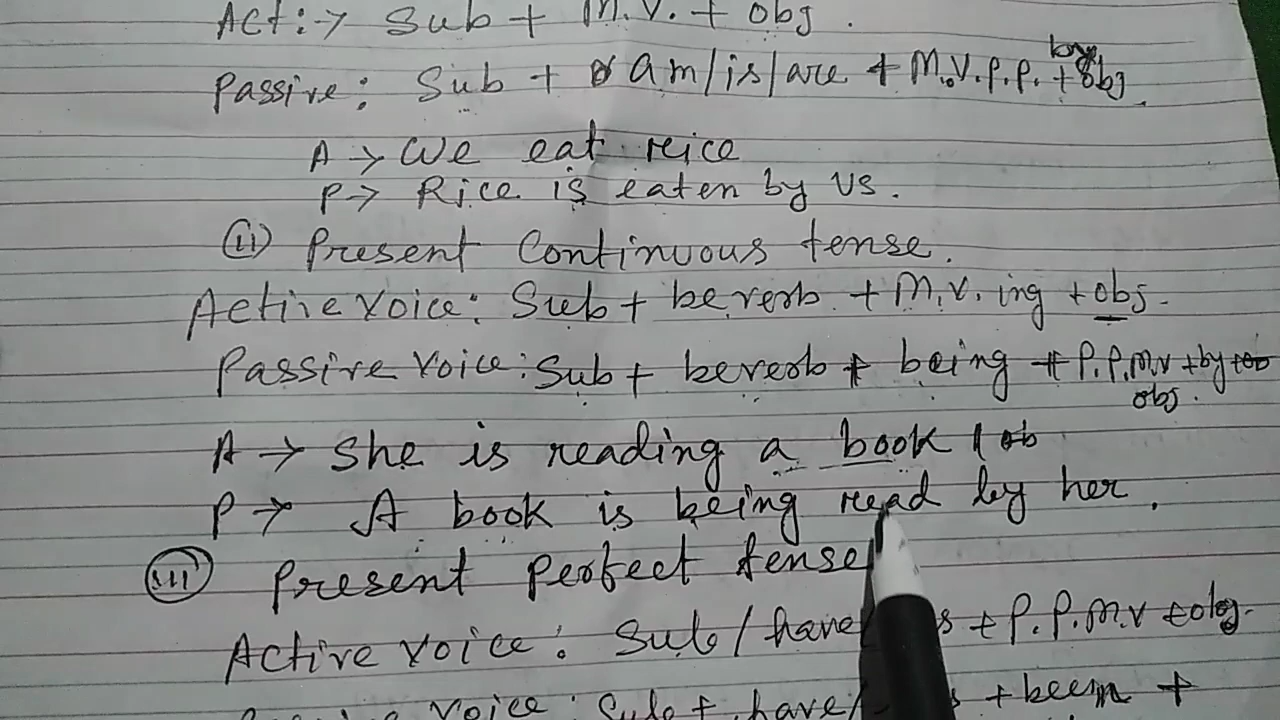 Act:→ Sub + M.V. + obj.
Passive: Sub + am/is/are + M.V.P.P. + by obj.
A → We eat reice
P → Rice is eaten by us.
(ii) Present Continuous tense.
Active Voice: Sub + be verb + M.V. ing + obj.
Passive Voice: Sub + be verb + being + P.P.M.V + by
obj.
A → She is reading a book
P → A book is being read by her.
(iii) Present Perfect tense
Active Voice: Sub / have + P.P.M.V + obj.
Voice: Sub + have + been +